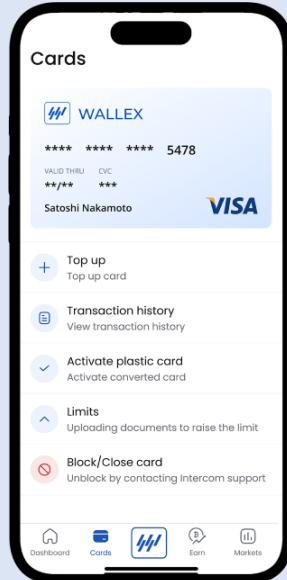 Cards
WALLEX
**** **** **** 5478
VALID THRU CVC
**/** ***
Satoshi Nakamoto VISA
Top up
Top up card
Transaction history
View transaction history
Activate plastic card
Activate converted card
Limits
Uploading documents to raise the limit
Block/Close card
Unblock by contacting Intercom support
Dashboard Cards Earn Markets